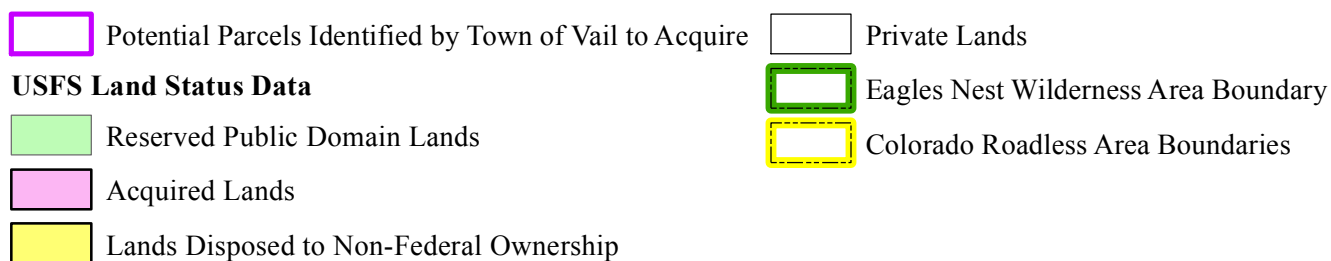 Potential Parcels Identified by Town of Vail to Acquire
USFS Land Status Data
Reserved Public Domain Lands
Acquired Lands
Lands Disposed to Non-Federal Ownership
Private Lands
Eagles Nest Wilderness Area Boundary
Colorado Roadless Area Boundaries